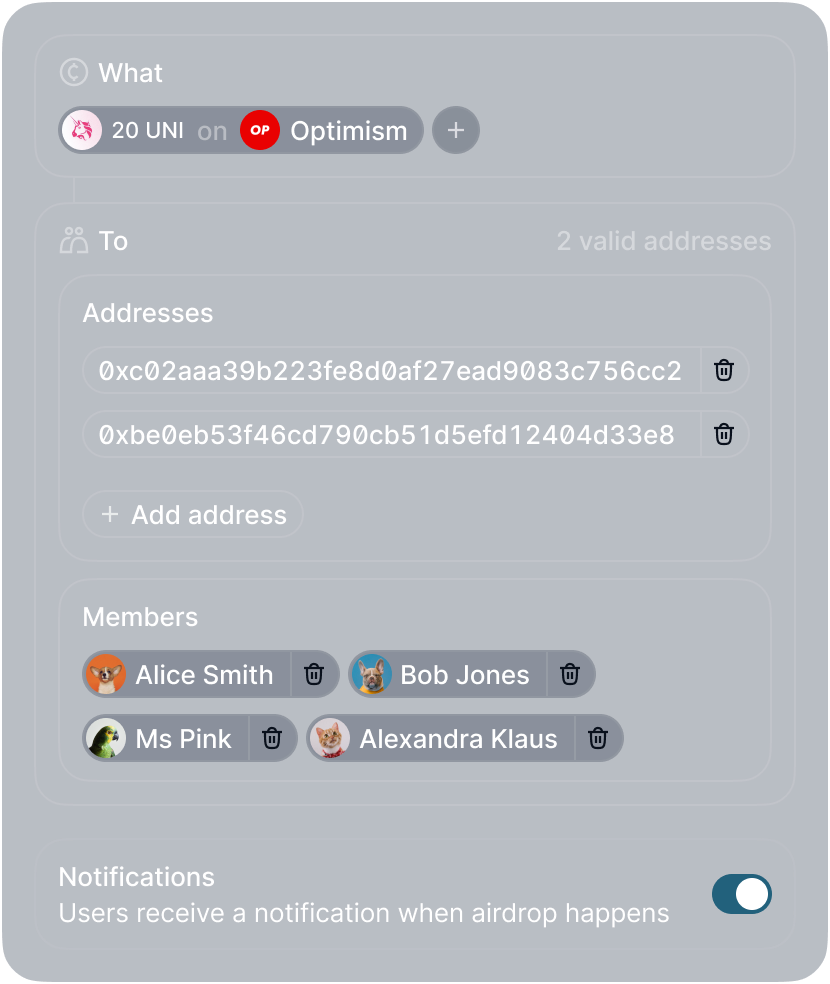 What
20 UNI on OP Optimism
To 2 valid addresses
Addresses
0xc02aaa39b223fe8d0af27ead9083c756cc2
0xbe0eb53f46cd790cb51d5efd12404d33e8
+ Add address
Members
Alice Smith Bob Jones
Ms Pink Alexandra Klaus
Notifications
Users receive a notification when airdrop happens